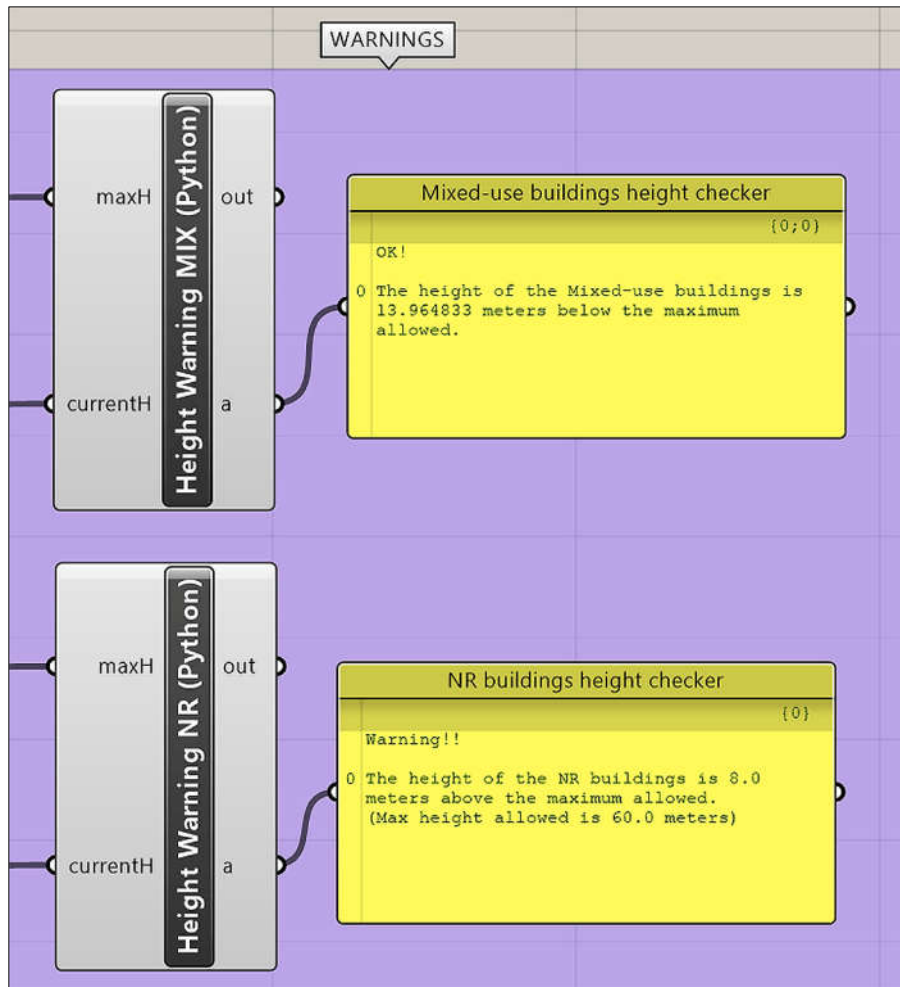 WARNINGS
maxH
currentH
Height Warning MIX (Python)
out
a
Mixed-use buildings height checker
{0;0}
OK!
0 The height of the Mixed-use buildings is
13.964833 meters below the maximum
allowed.
maxH
currentH
Height Warning NR (Python)
out
a
NR buildings height checker
{0}
Warning!!
0 The height of the NR buildings is 8.0
meters above the maximum allowed.
(Max height allowed is 60.0 meters)